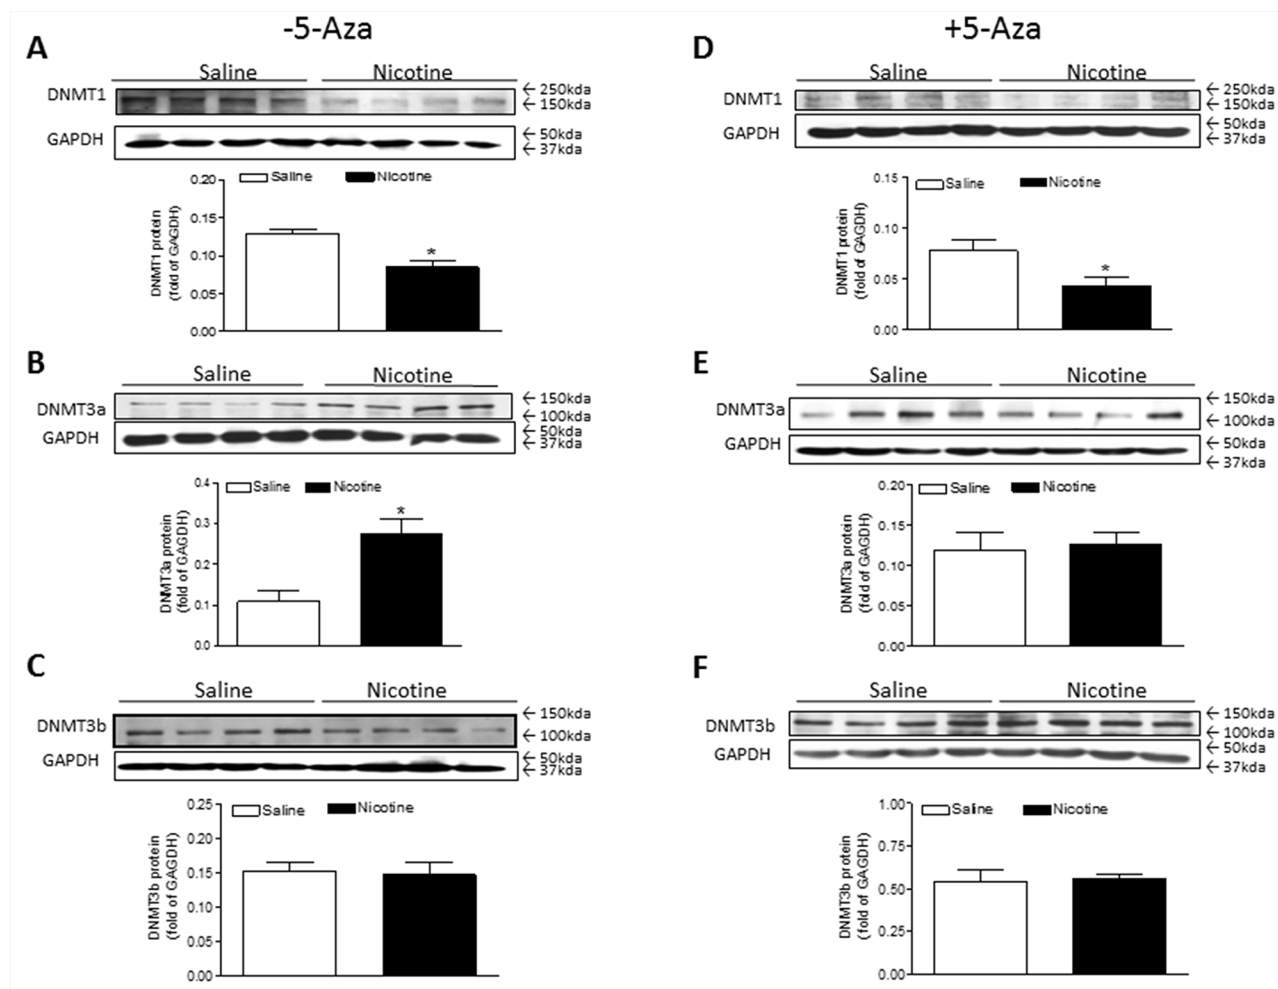 -5-Aza
+5-Aza
A
Saline Nicotine
DNMT1
← 250kda
← 150kda
GAPDH
← 50kda
← 37kda
Saline Nicotine
DNMT1 protein
(fold of GAGDH)
0.20
0.15
0.10
0.05
0.00
*
B
Saline Nicotine
DNMT3a
← 150kda
← 100kda
GAPDH
← 50kda
← 37kda
Saline Nicotine
DNMT3a protein
(fold of GAGDH)
0.4
0.3
0.2
0.1
0.0
*
C
Saline Nicotine
DNMT3b
← 150kda
← 100kda
GAPDH
← 50kda
← 37kda
Saline Nicotine
DNMT3b protein
(fold of GAGDH)
0.25
0.20
0.15
0.10
0.05
0.00
D
Saline Nicotine
DNMT1
← 250kda
← 150kda
GAPDH
← 50kda
← 37kda
Saline Nicotine
DNMT1 protein
(fold of GAGDH)
0.15
0.10
0.05
0.00
*
E
Saline Nicotine
DNMT3a
← 150kda
← 100kda
GAPDH
← 50kda
← 37kda
Saline Nicotine
DNMT3a protein
(fold of GAGDH)
0.20
0.15
0.10
0.05
0.00
F
Saline Nicotine
DNMT3b
← 150kda
← 100kda
GAPDH
← 50kda
← 37kda
Saline Nicotine
DNMT3b protein
(fold of GAGDH)
1.00
0.75
0.50
0.25
0.00